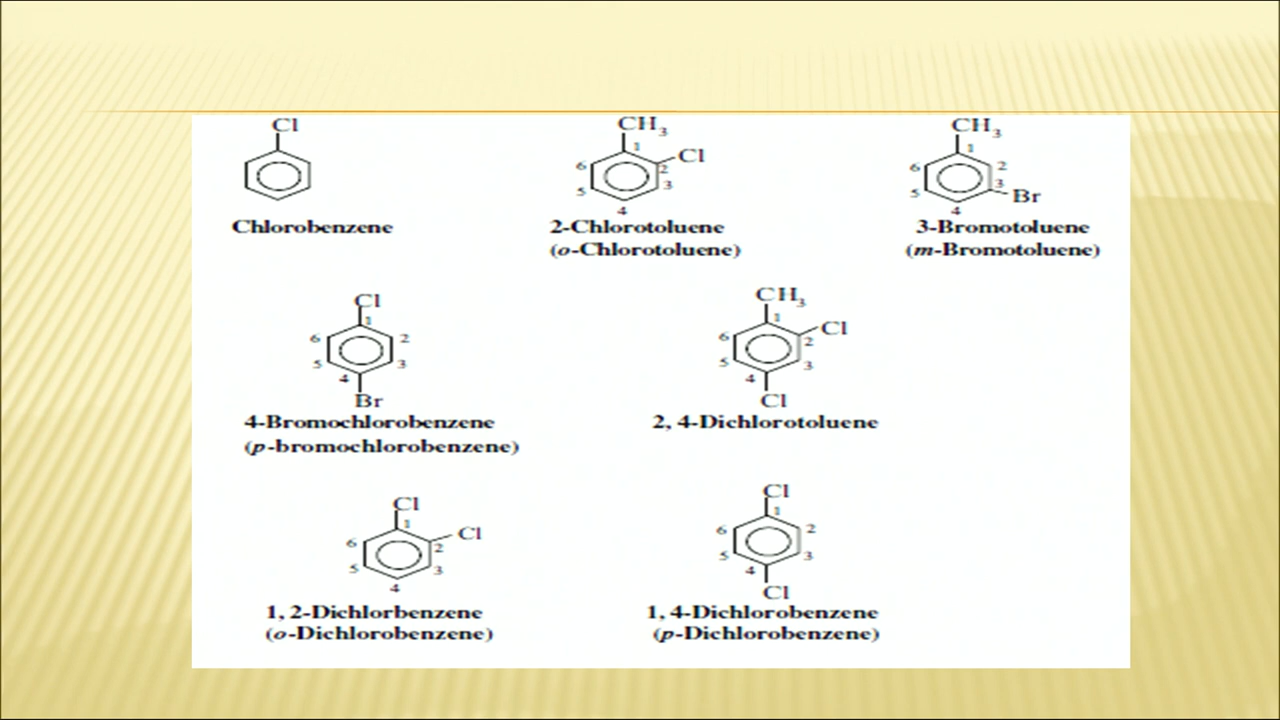 Cl
Chlorobenzene
CH3
1
2
Cl
3
4
5
6
2-Chlorotoluene
(o-Chlorotoluene)
CH3
1
2
3
Br
4
5
6
3-Bromotoluene
(m-Bromotoluene)
Cl
1
2
3
4
5
6
Br
4-Bromochlorobenzene
(p-bromochlorobenzene)
CH3
1
2
Cl
3
4
5
6
Cl
2, 4-Dichlorotoluene
Cl
1
2
Cl
3
4
5
6
1, 2-Dichlorbenzene
(o-Dichlorobenzene)
Cl
1
2
3
4
5
6
Cl
1, 4-Dichlorobenzene
(p-Dichlorobenzene)